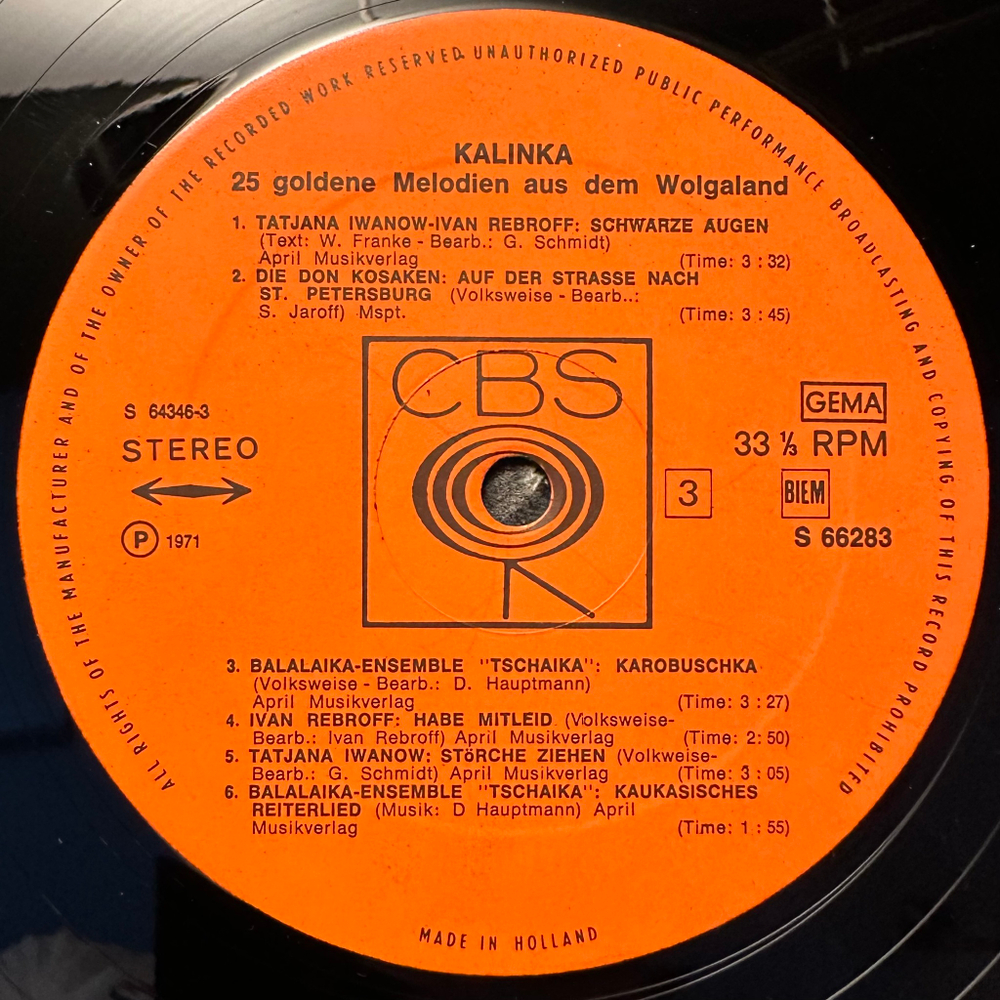 ALL RIGHTS OF THE MANUFACTURER AND OF THE OWNER OF THE RECORDED WORK RESERVED. UNAUTHORIZED PUBLIC PERFORMANCE BROADCASTING AND COPYING OF THIS RECORD PROHIBITED
KALINKA
25 goldene Melodien aus dem Wolgaland
1. TATJANA IWANOW-IVAN REBROFF: SCHWARZE AUGEN
(Text: W. Franke - Bearb.: G. Schmidt)
April Musikverlag (Time: 3 : 32)
2. DIE DON KOSAKEN: AUF DER STRASSE NACH
ST. PETERSBURG (Volksweise - Bearb..:
S. Jaroff) Mspt. (Time: 3 : 45)
CBS
S 64346-3
STEREO
P 1971
GEMA
33 ⅓ RPM
3
BIEM
S 66283
3. BALALAIKA-ENSEMBLE "TSCHAIKA": KAROBUSCHKA
(Volksweise - Bearb.: D. Hauptmann)
April Musikverlag (Time: 3 : 27)
4. IVAN REBROFF: HABE MITLEID (Volksweise-
Bearb.: Ivan Rebroff) April Musikverlag (Time: 2: 50)
5. TATJANA IWANOW: STöRCHE ZIEHEN (Volkweise-
Bearb.: G. Schmidt) April Musikverlag (Time: 3 : 05)
6. BALALAIKA-ENSEMBLE "TSCHAIKA": KAUKASISCHES
REITERLIED (Musik: D Hauptmann) April
Musikverlag (Time: 1 : 55)
MADE IN HOLLAND